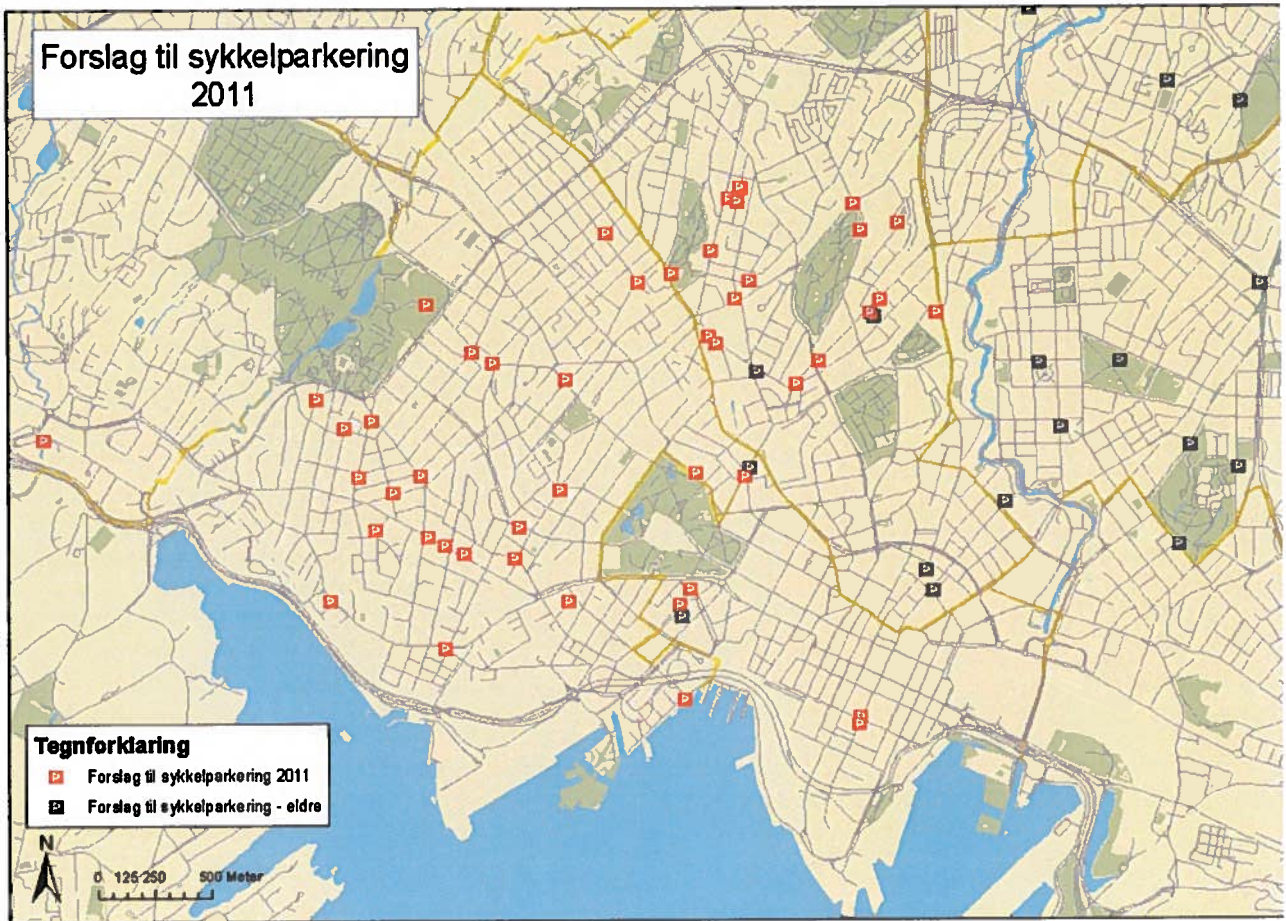 Forslag til sykkelparkering
2011
Tegnforklaring
Forslag til sykkelparkering 2011
Forslag til sykkelparkering - eldre
N
0 125 250 500 Meter